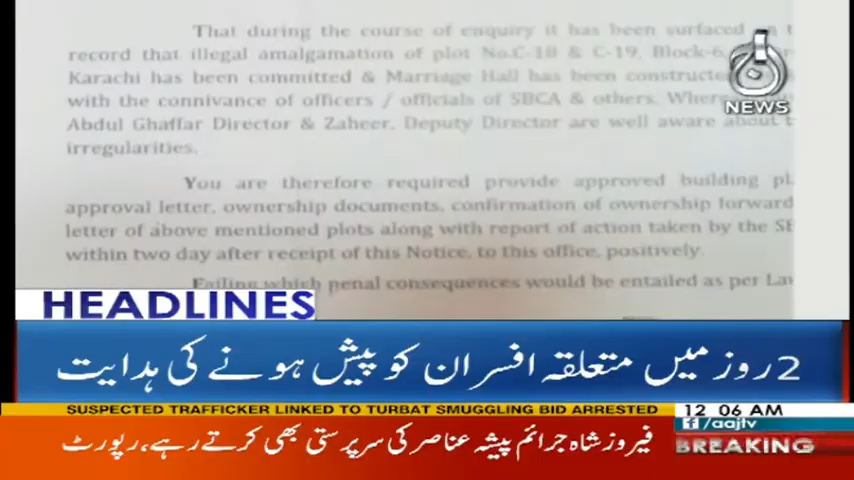 That during the course of enquiry it has been surfaced on
record that illegal amalgamation of plot No.C-18 & C-19, Block-6,
Karachi has been committed & Marriage Hall has been constructed
with the connivance of officers / officials of SBCA & others.
Abdul Ghaffar Director & Zaheer, Deputy Director are well aware about
irregularities.
You are therefore required provide approved building
approval letter, ownership documents, confirmation of ownership forward
letter of above mentioned plots along with report of action taken by the
within two day after receipt of this Notice, to this office, positively.
Failing which penal consequences would be entailed as per
NEWS
HEADLINES
2 روز میں متعلقہ افسران کو پیش ہونے کی ہدایت
SUSPECTED TRAFFICKER LINKED TO TURBAT SMUGGLING BID ARRESTED
12 06 AM
f/aajtv
فیروز شاہ جرائم پیشہ عناصر کی سرپرستی بھی کرتے رہے، رپورٹ
BREAKING